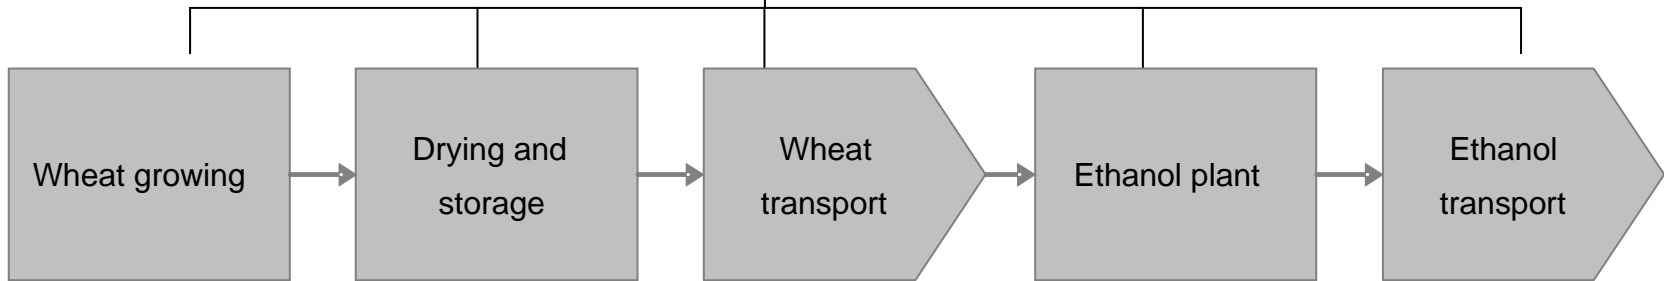 Wheat growing
Drying and
storage
Wheat
transport
Ethanol plant
Ethanol
transport